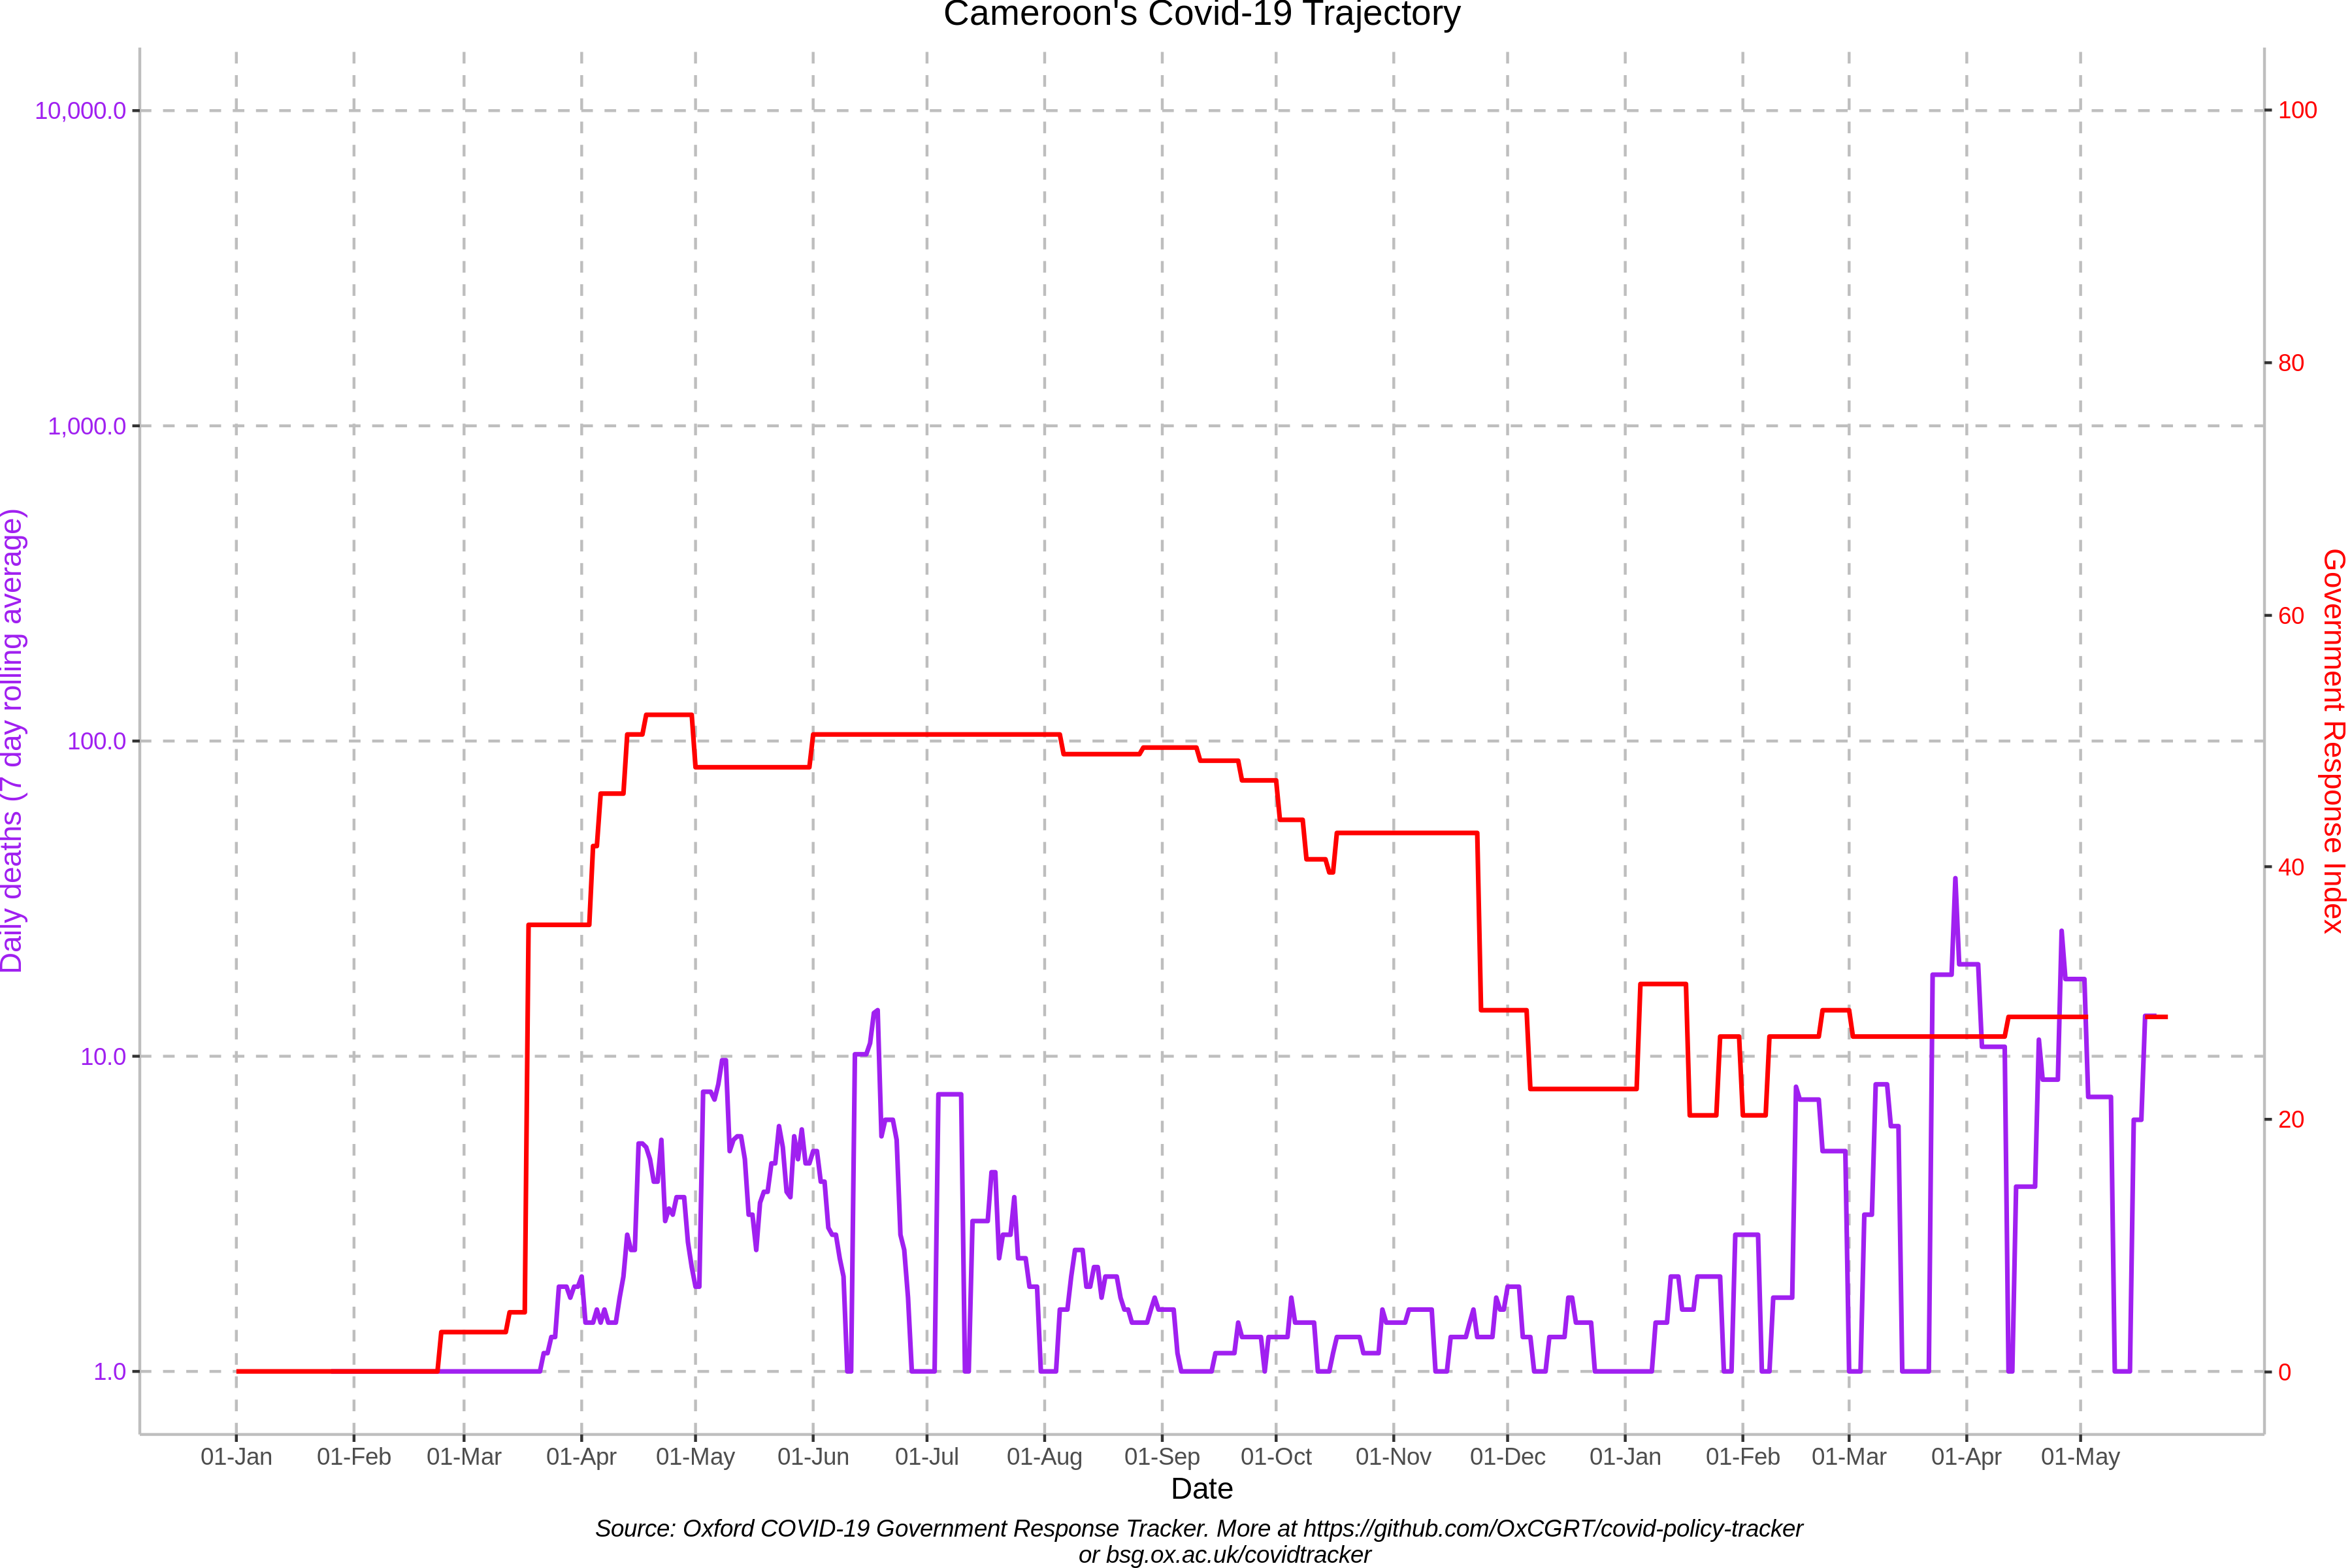 Cameroon's Covid-19 Trajectory
10,000.0
1,000.0
100.0
10.0
1.0
Daily deaths (7 day rolling average)
100
80
60
40
20
0
Government Response Index
01-Jan 01-Feb 01-Mar 01-Apr 01-May 01-Jun 01-Jul 01-Aug 01-Sep 01-Oct 01-Nov 01-Dec 01-Jan 01-Feb 01-Mar 01-Apr 01-May
Date
Source: Oxford COVID-19 Government Response Tracker. More at https://github.com/OxCGRT/covid-policy-tracker
or bsg.ox.ac.uk/covidtracker